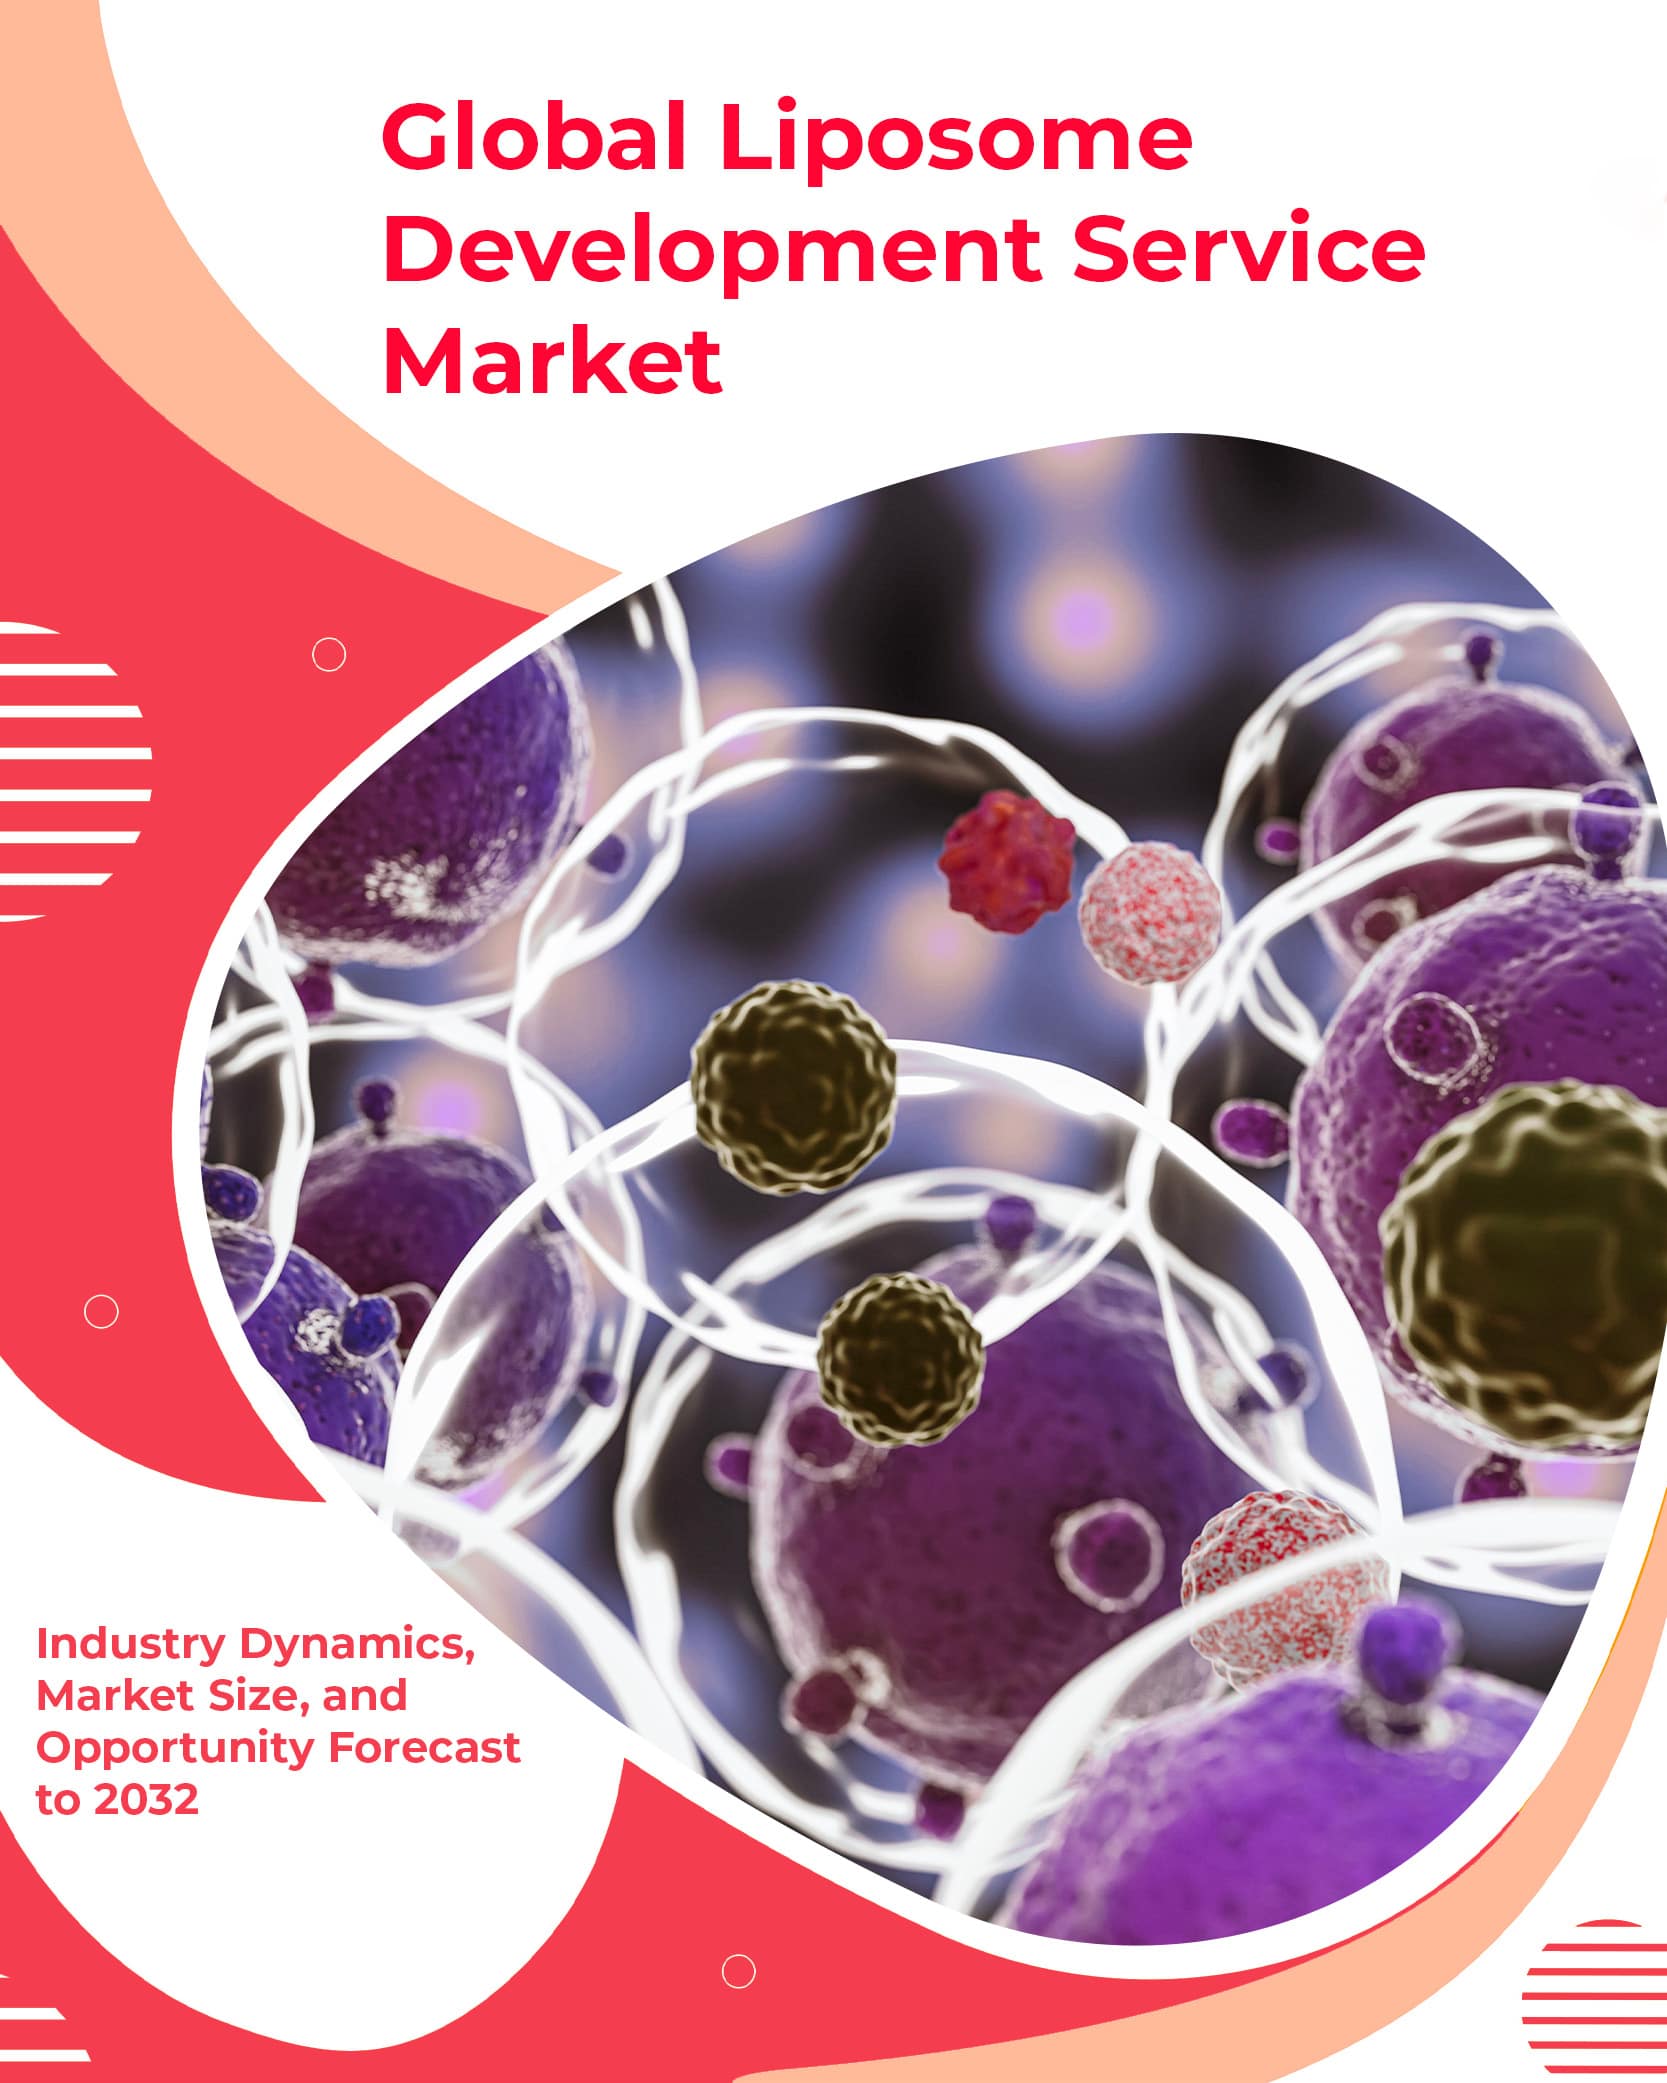 Global Liposome
Development Service
Market
Industry Dynamics,
Market Size, and
Opportunity Forecast
to 2032